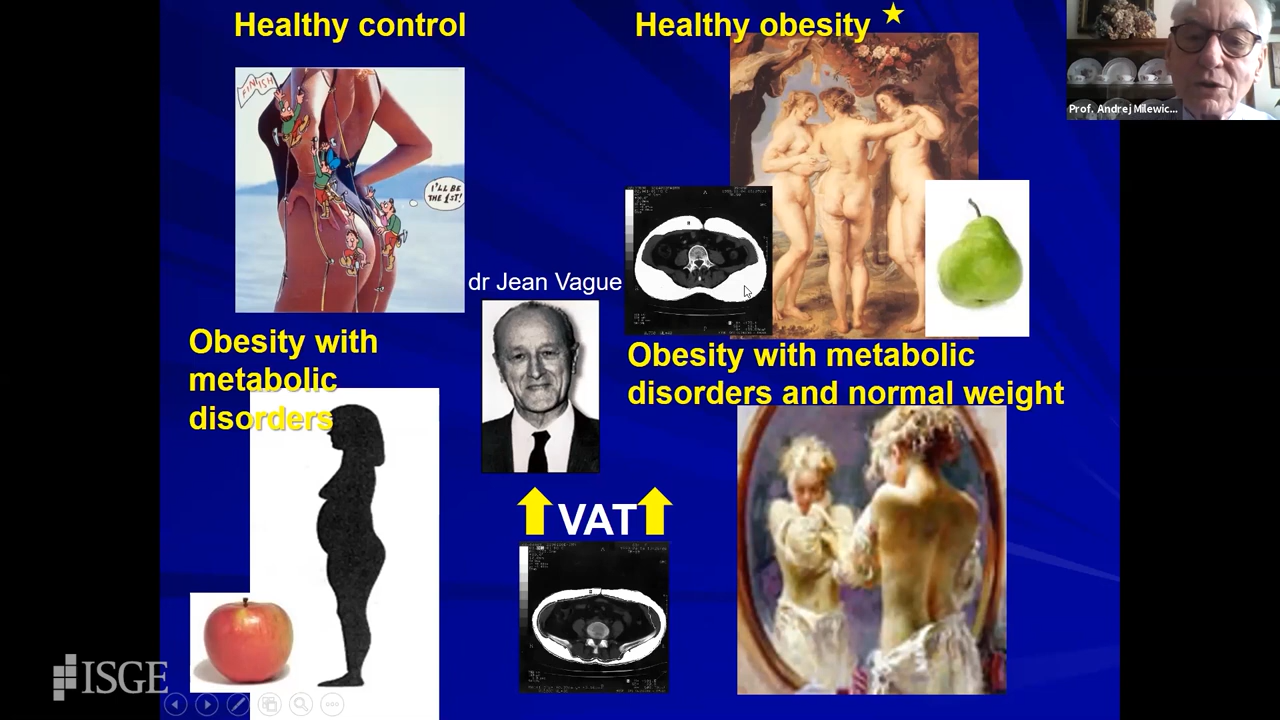 Healthy control
Healthy obesity
Prof. Andrej Milewic...
FINISH
I'LL BE
THE 1ST!
dr Jean Vague
Obesity with
metabolic
disorders
Obesity with metabolic
disorders and normal weight
VAT
ISGE